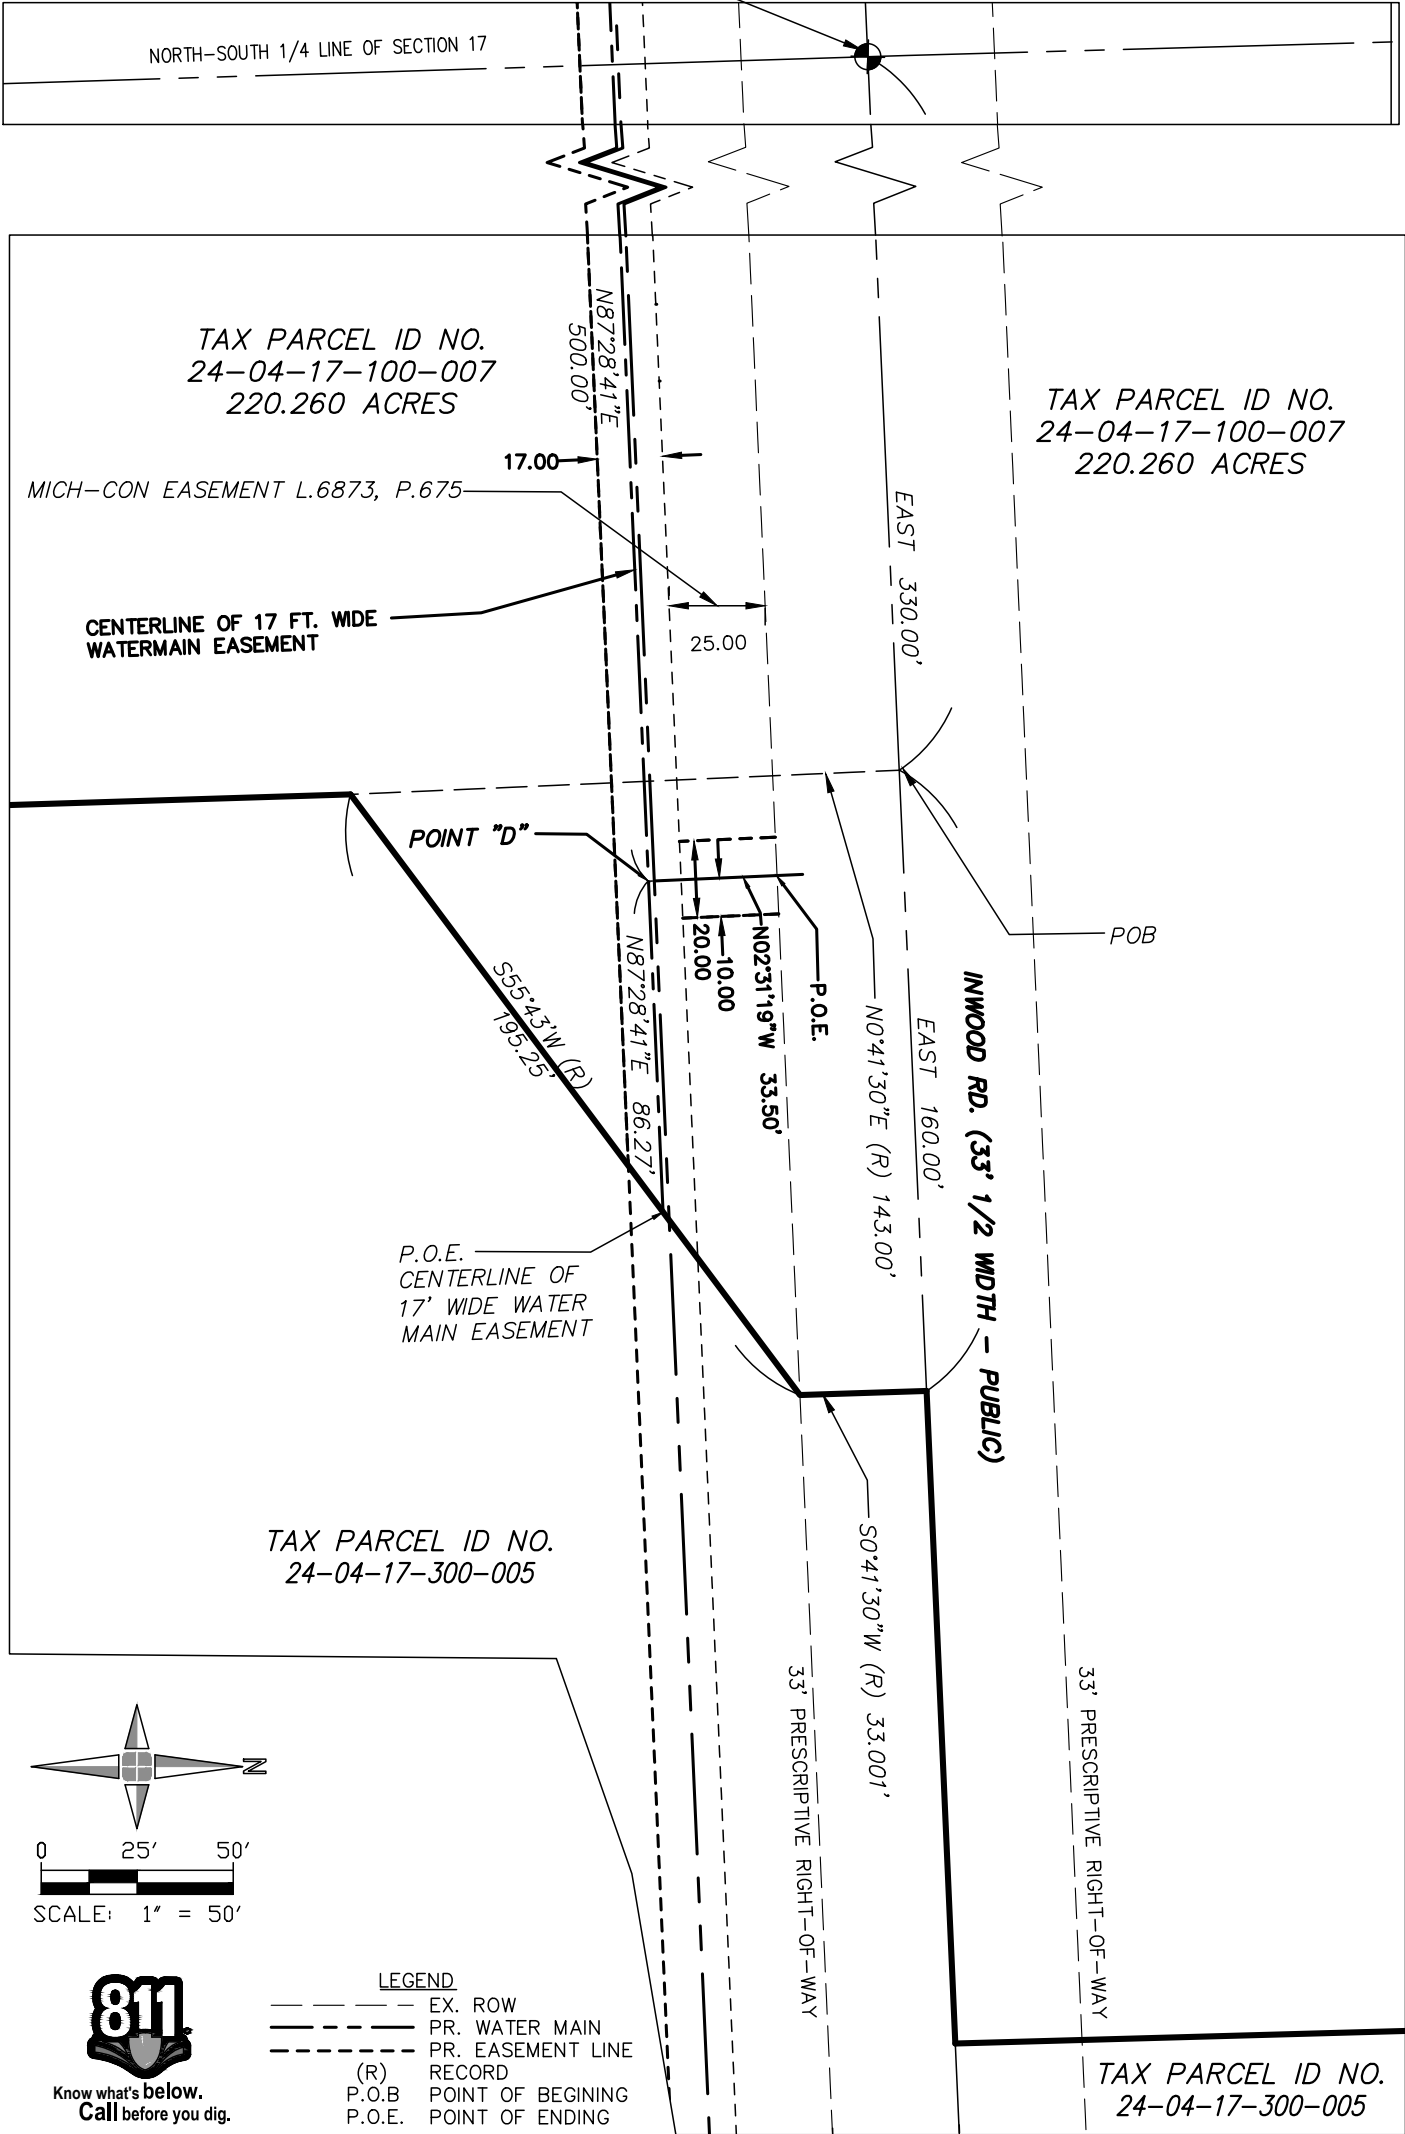 NORTH-SOUTH 1/4 LINE OF SECTION 17
TAX PARCEL ID NO.
24-04-17-100-007
220.260 ACRES
N87°28'41"E
500.00'
TAX PARCEL ID NO.
24-04-17-100-007
220.260 ACRES
17.00
MICH-CON EASEMENT L.6873, P.675
EAST 330.00'
CENTERLINE OF 17 FT. WIDE
WATERMAIN EASEMENT
25.00
POINT "D"
POB
20.00
10.00
N02°31'19"W 33.50'
P.O.E.
N87°28'41"E 86.27'
S55°43'W (R)
195.25'
N0°41'30"E (R) 143.00'
EAST 160.00'
INWOOD RD. (33' 1/2 WIDTH - PUBLIC)
P.O.E.
CENTERLINE OF
17' WIDE WATER
MAIN EASEMENT
S0°41'30"W (R) 33.001'
TAX PARCEL ID NO.
24-04-17-300-005
33' PRESCRIPTIVE RIGHT-OF-WAY
33' PRESCRIPTIVE RIGHT-OF-WAY
N
0 25' 50'
SCALE: 1" = 50'
811
Know what's below.
Call before you dig.
LEGEND
EX. ROW
PR. WATER MAIN
PR. EASEMENT LINE
(R) RECORD
P.O.B POINT OF BEGINING
P.O.E. POINT OF ENDING
TAX PARCEL ID NO.
24-04-17-300-005